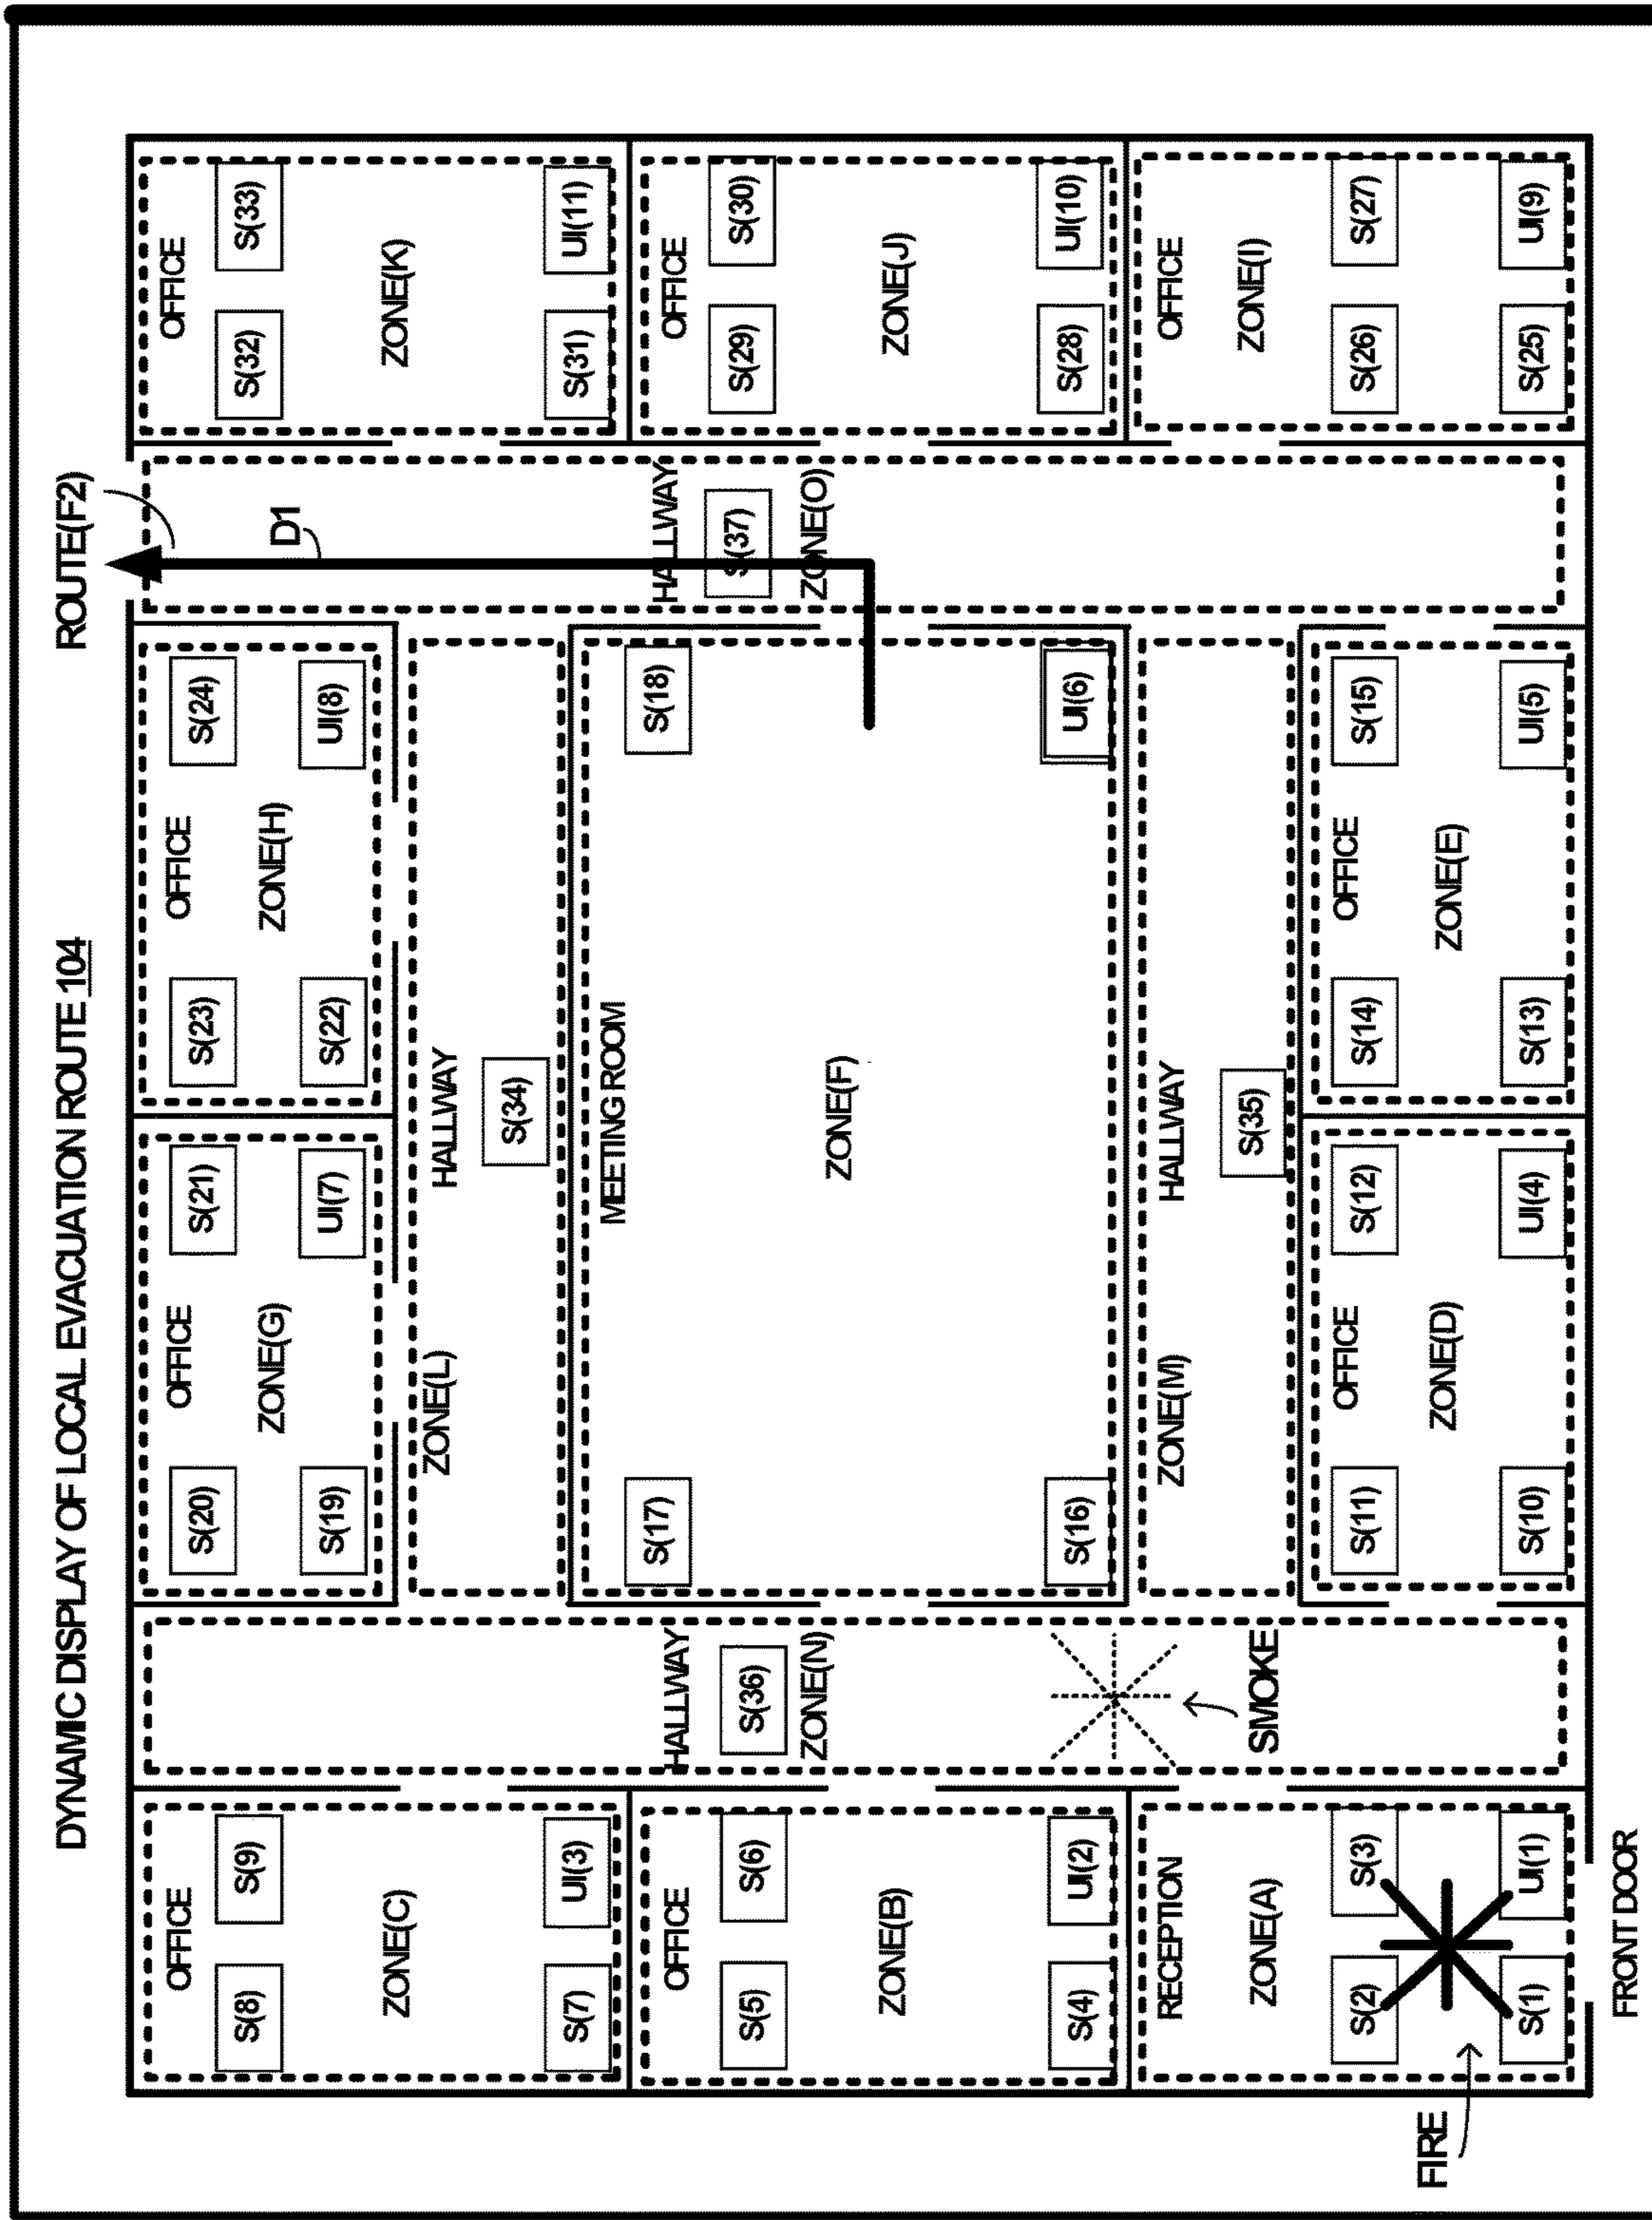 DYNAMIC DISPLAY OF LOCAL EVACUATION ROUTE 104
ROUTE(F2)
D1
OFFICE
S(8)
S(9)
ZONE(C)
S(7)
UI(3)
OFFICE
S(5)
S(6)
ZONE(B)
S(4)
UI(2)
RECEPTION
ZONE(A)
S(2)
S(3)
S(1)
UI(1)
FIRE
FRONT DOOR
HALLWAY
S(36)
ZONE(N)
SMOKE
S(20)
OFFICE
S(21)
ZONE(G)
S(19)
UI(7)
S(23)
OFFICE
S(24)
ZONE(H)
S(22)
UI(8)
ZONE(L)
HALLWAY
S(34)
MEETING ROOM
S(17)
S(18)
ZONE(F)
S(16)
UI(6)
ZONE(M)
HALLWAY
S(35)
S(11)
OFFICE
S(12)
ZONE(D)
S(10)
UI(4)
S(14)
OFFICE
S(15)
ZONE(E)
S(13)
UI(5)
HALLWAY
S(37)
ZONE(O)
OFFICE
S(32)
S(33)
ZONE(K)
S(31)
UI(11)
OFFICE
S(29)
S(30)
ZONE(J)
S(28)
UI(10)
OFFICE
ZONE(I)
S(26)
S(27)
S(25)
UI(9)